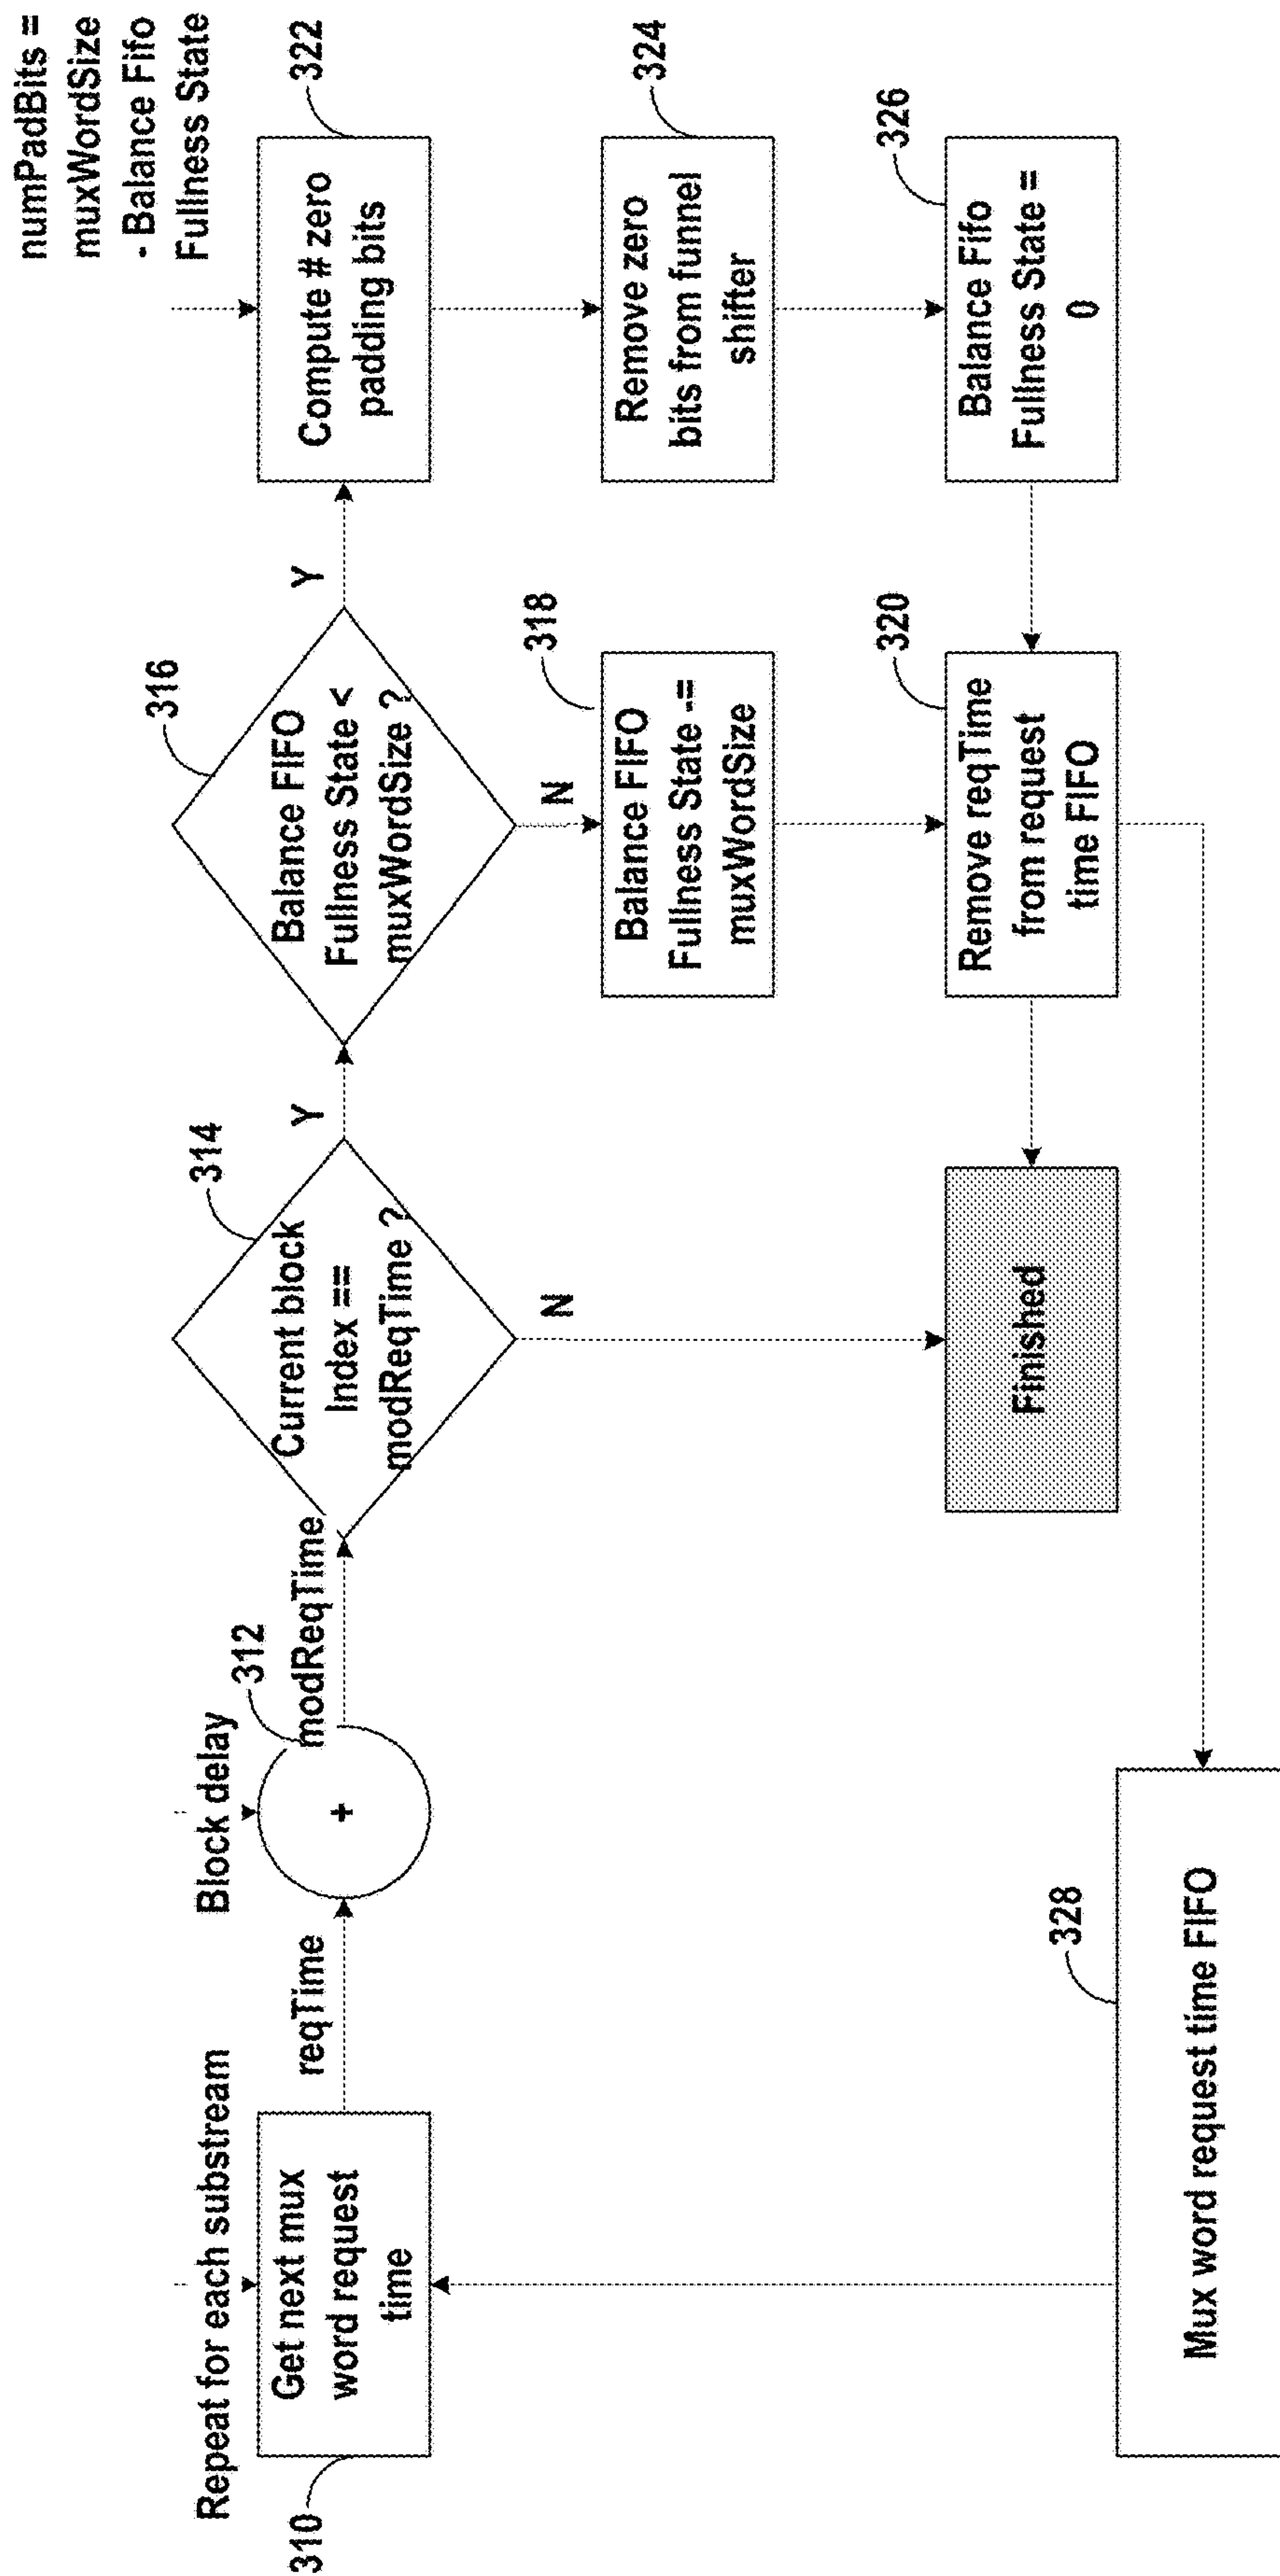 Repeat for each substream
310
Get next mux
word request
time
reqTime
Block delay
312
+
modReqTime
314
Current block
Index ==
modReqTime ?
Y
N
316
Balance FIFO
Fullness State <
muxWordSize ?
Y
N
numPadBits =
muxWordSize
- Balance Fifo
Fullness State
322
Compute # zero
padding bits
318
Balance FIFO
Fullness State -=
muxWordSize
324
Remove zero
bits from funnel
shifter
Finished
320
Remove reqTime
from request
time FIFO
326
Balance Fifo
Fullness State =
0
328
Mux word request time FIFO